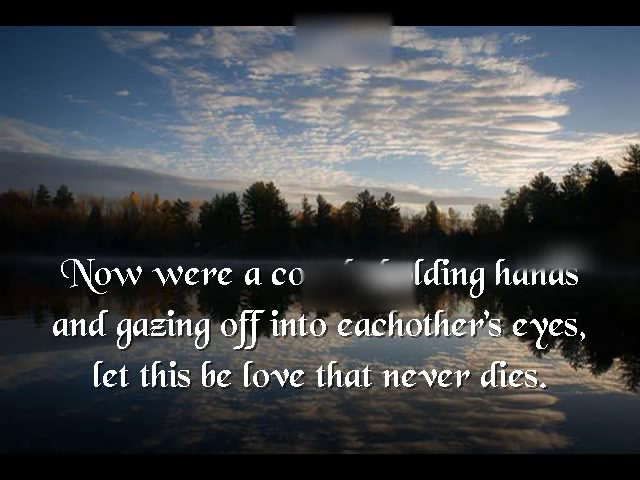 Now were a hands
and gazing off into eachother's eyes,
let this be love that never dies.